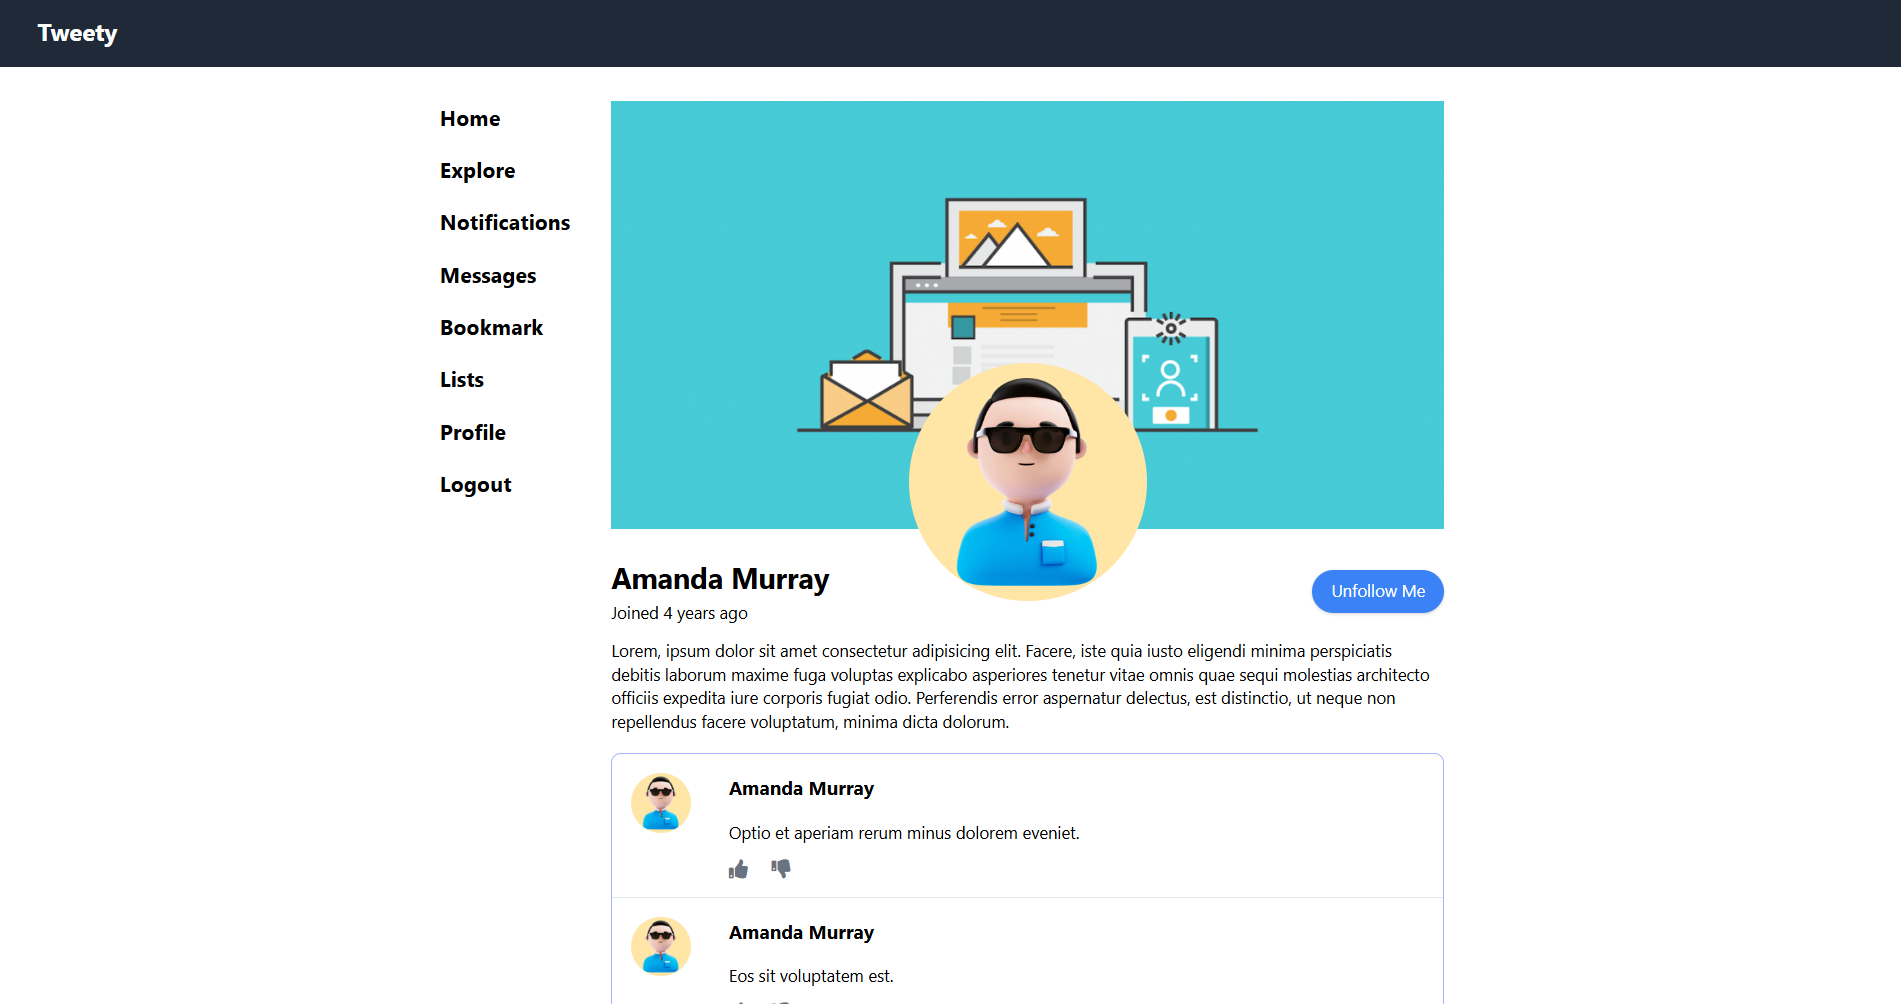 Tweety
Home
Explore
Notifications
Messages
Bookmark
Lists
Profile
Logout
Amanda Murray
Joined 4 years ago
Unfollow Me
Lorem, ipsum dolor sit amet consectetur adipisicing elit. Facere, iste quia iusto eligendi minima perspiciatis
debitis laborum maxime fuga voluptas explicabo asperiores tenetur vitae omnis quae sequi molestias architecto
officiis expedita iure corporis fugiat odio. Perferendis error aspernatur delectus, est distinctio, ut neque non
repellendus facere voluptatum, minima dicta dolorum.
Amanda Murray
Optio et aperiam rerum minus dolorem eveniet.
Amanda Murray
Eos sit voluptatem est.